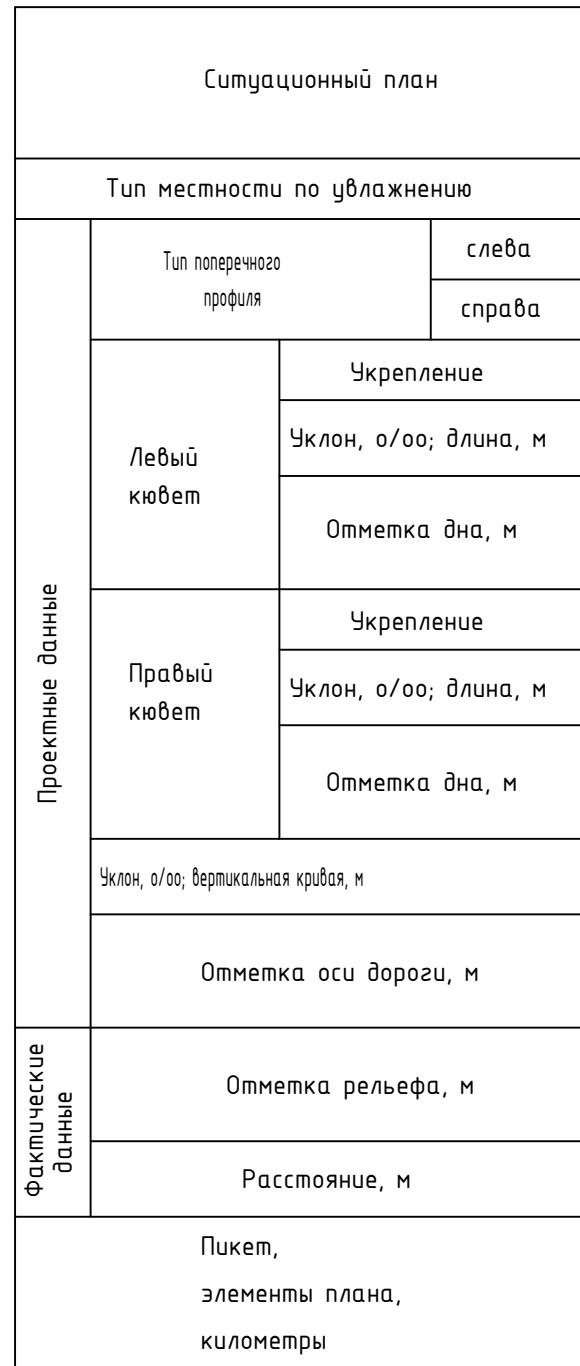 Ситуационный план
Тип местности по увлажнению
Проектные данные
Тип поперечного
профиля
слева
справа
Левый
кювет
Укрепление
Уклон, о/оо; длина, м
Отметка дна, м
Правый
кювет
Укрепление
Уклон, о/оо; длина, м
Отметка дна, м
Уклон, о/оо; вертикальная кривая, м
Отметка оси дороги, м
Фактические
данные
Отметка рельефа, м
Расстояние, м
Пикет,
элементы плана,
километры